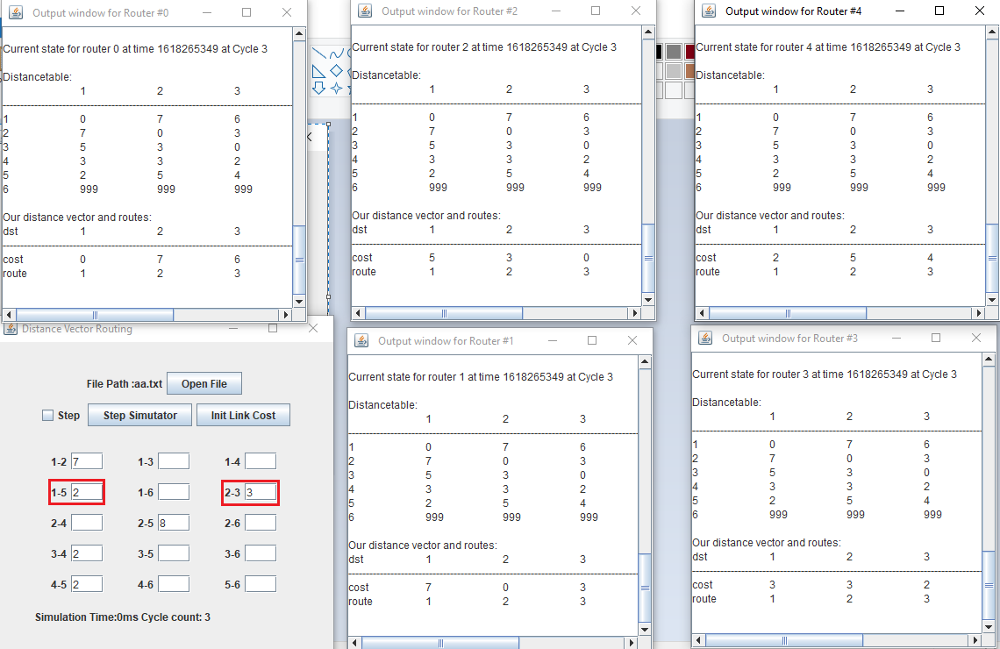 Output window for Router #0
Current state for router 0 at time 1618265349 at Cycle 3
Distancetable:
1 2 3
1 0 7 6
2 7 0 3
3 5 3 0
4 3 3 2
5 2 5 4
6 999 999 999
Our distance vector and routes:
dst 1 2 3
cost 0 7 6
route 1 2 3
Output window for Router #2
Current state for router 2 at time 1618265349 at Cycle 3
Distancetable:
1 2 3
1 0 7 6
2 7 0 3
3 5 3 0
4 3 3 2
5 2 5 4
6 999 999 999
Our distance vector and routes:
dst 1 2 3
cost 5 3 0
route 1 2 3
Output window for Router #4
Current state for router 4 at time 1618265349 at Cycle 3
Distancetable:
1 2 3
1 0 7 6
2 7 0 3
3 5 3 0
4 3 3 2
5 2 5 4
6 999 999 999
Our distance vector and routes:
dst 1 2 3
cost 2 5 4
route 1 2 3
Distance Vector Routing
File Path :aa.txt Open File
Step Step Simutator Init Link Cost
1-2 7 1-3 1-4
1-5 2 1-6 2-3 3
2-4 2-5 8 2-6
3-4 2 3-5 3-6
4-5 2 4-6 5-6
Simulation Time:0ms Cycle count: 3
Output window for Router #1
Current state for router 1 at time 1618265349 at Cycle 3
Distancetable:
1 2 3
1 0 7 6
2 7 0 3
3 5 3 0
4 3 3 2
5 2 5 4
6 999 999 999
Our distance vector and routes:
dst 1 2 3
cost 7 0 3
route 1 2 3
Output window for Router #3
Current state for router 3 at time 1618265349 at Cycle 3
Distancetable:
1 2 3
1 0 7 6
2 7 0 3
3 5 3 0
4 3 3 2
5 2 5 4
6 999 999 999
Our distance vector and routes:
dst 1 2 3
cost 3 3 2
route 1 2 3